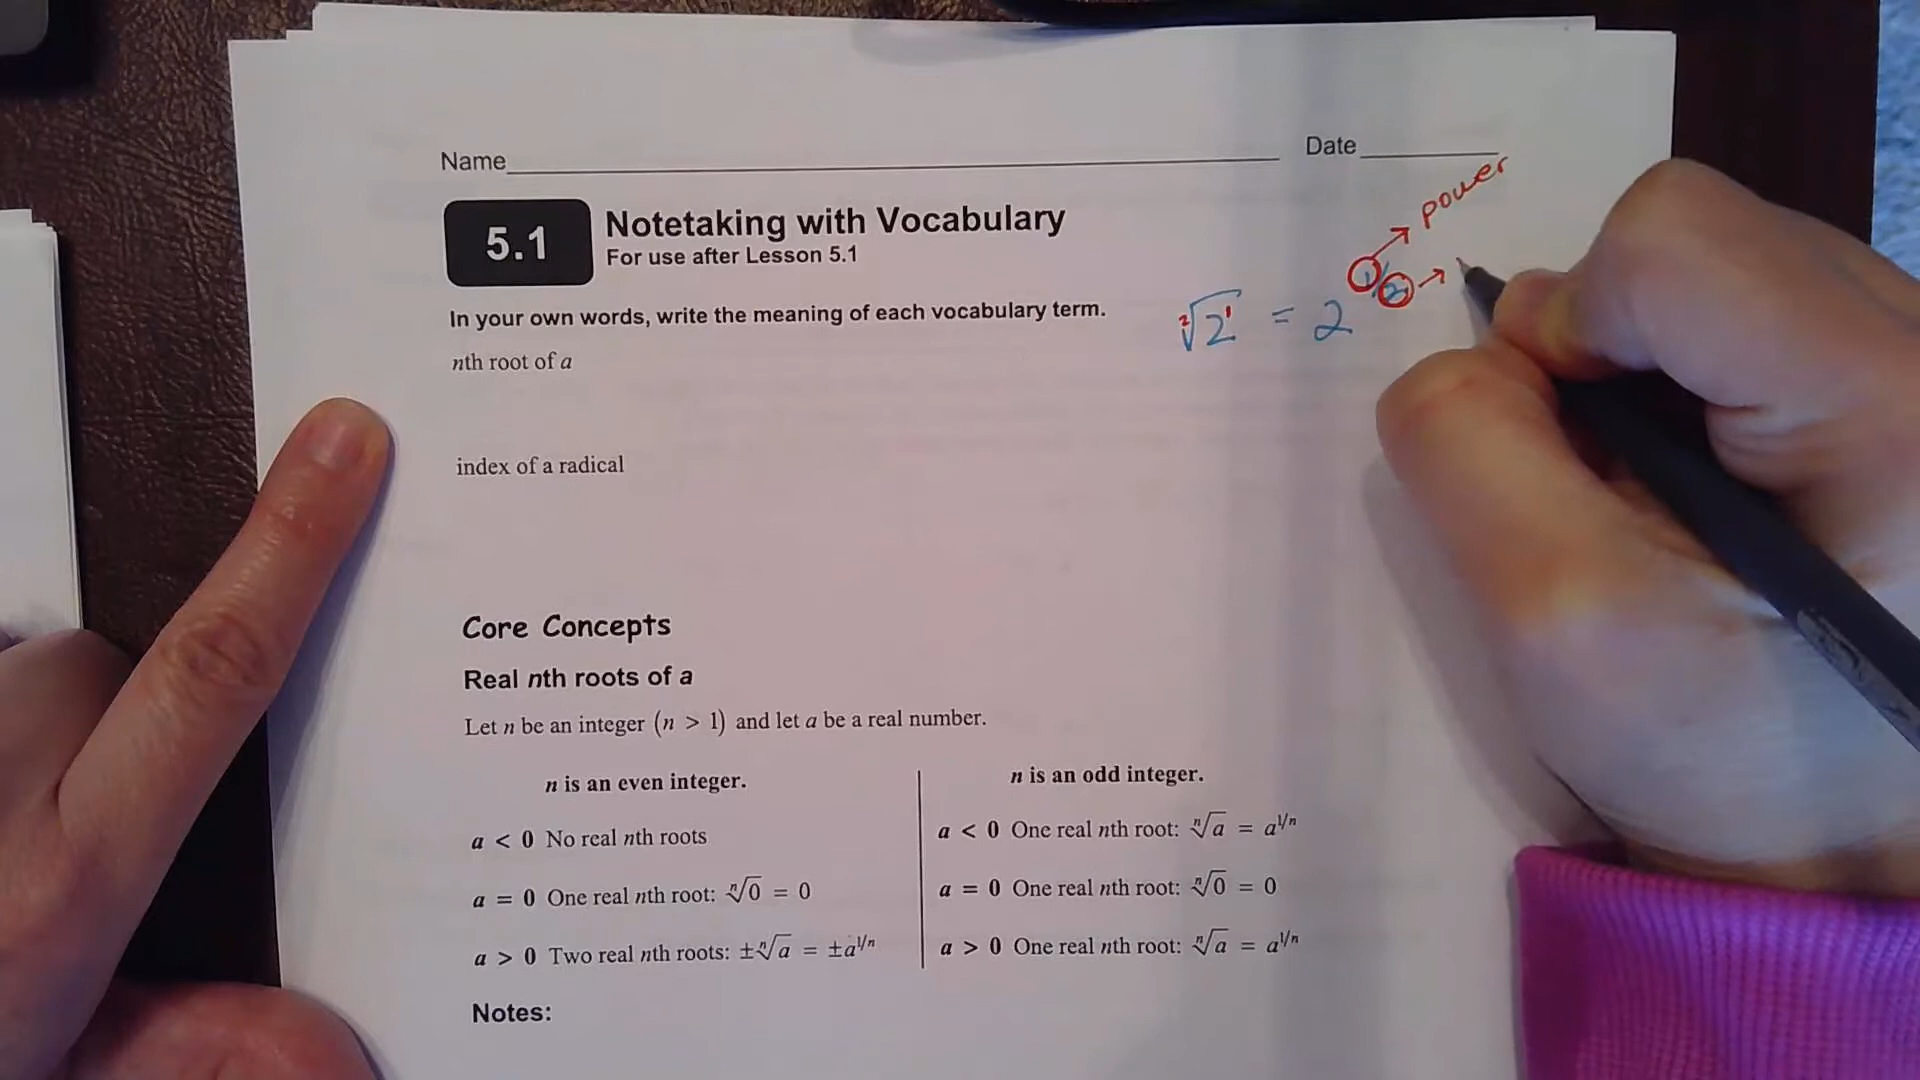 Name Date
power
5.1 Notetaking with Vocabulary
For use after Lesson 5.1
²√2¹ = 2^1/2
In your own words, write the meaning of each vocabulary term.
nth root of a
index of a radical
Core Concepts
Real nth roots of a
Let n be an integer (n > 1) and let a be a real number.
n is an even integer.
a < 0 No real nth roots
a = 0 One real nth root: ⁿ√0 = 0
a > 0 Two real nth roots: ±ⁿ√a = ±a^1/n
n is an odd integer.
a < 0 One real nth root: ⁿ√a = a^1/n
a = 0 One real nth root: ⁿ√0 = 0
a > 0 One real nth root: ⁿ√a = a^1/n
Notes: